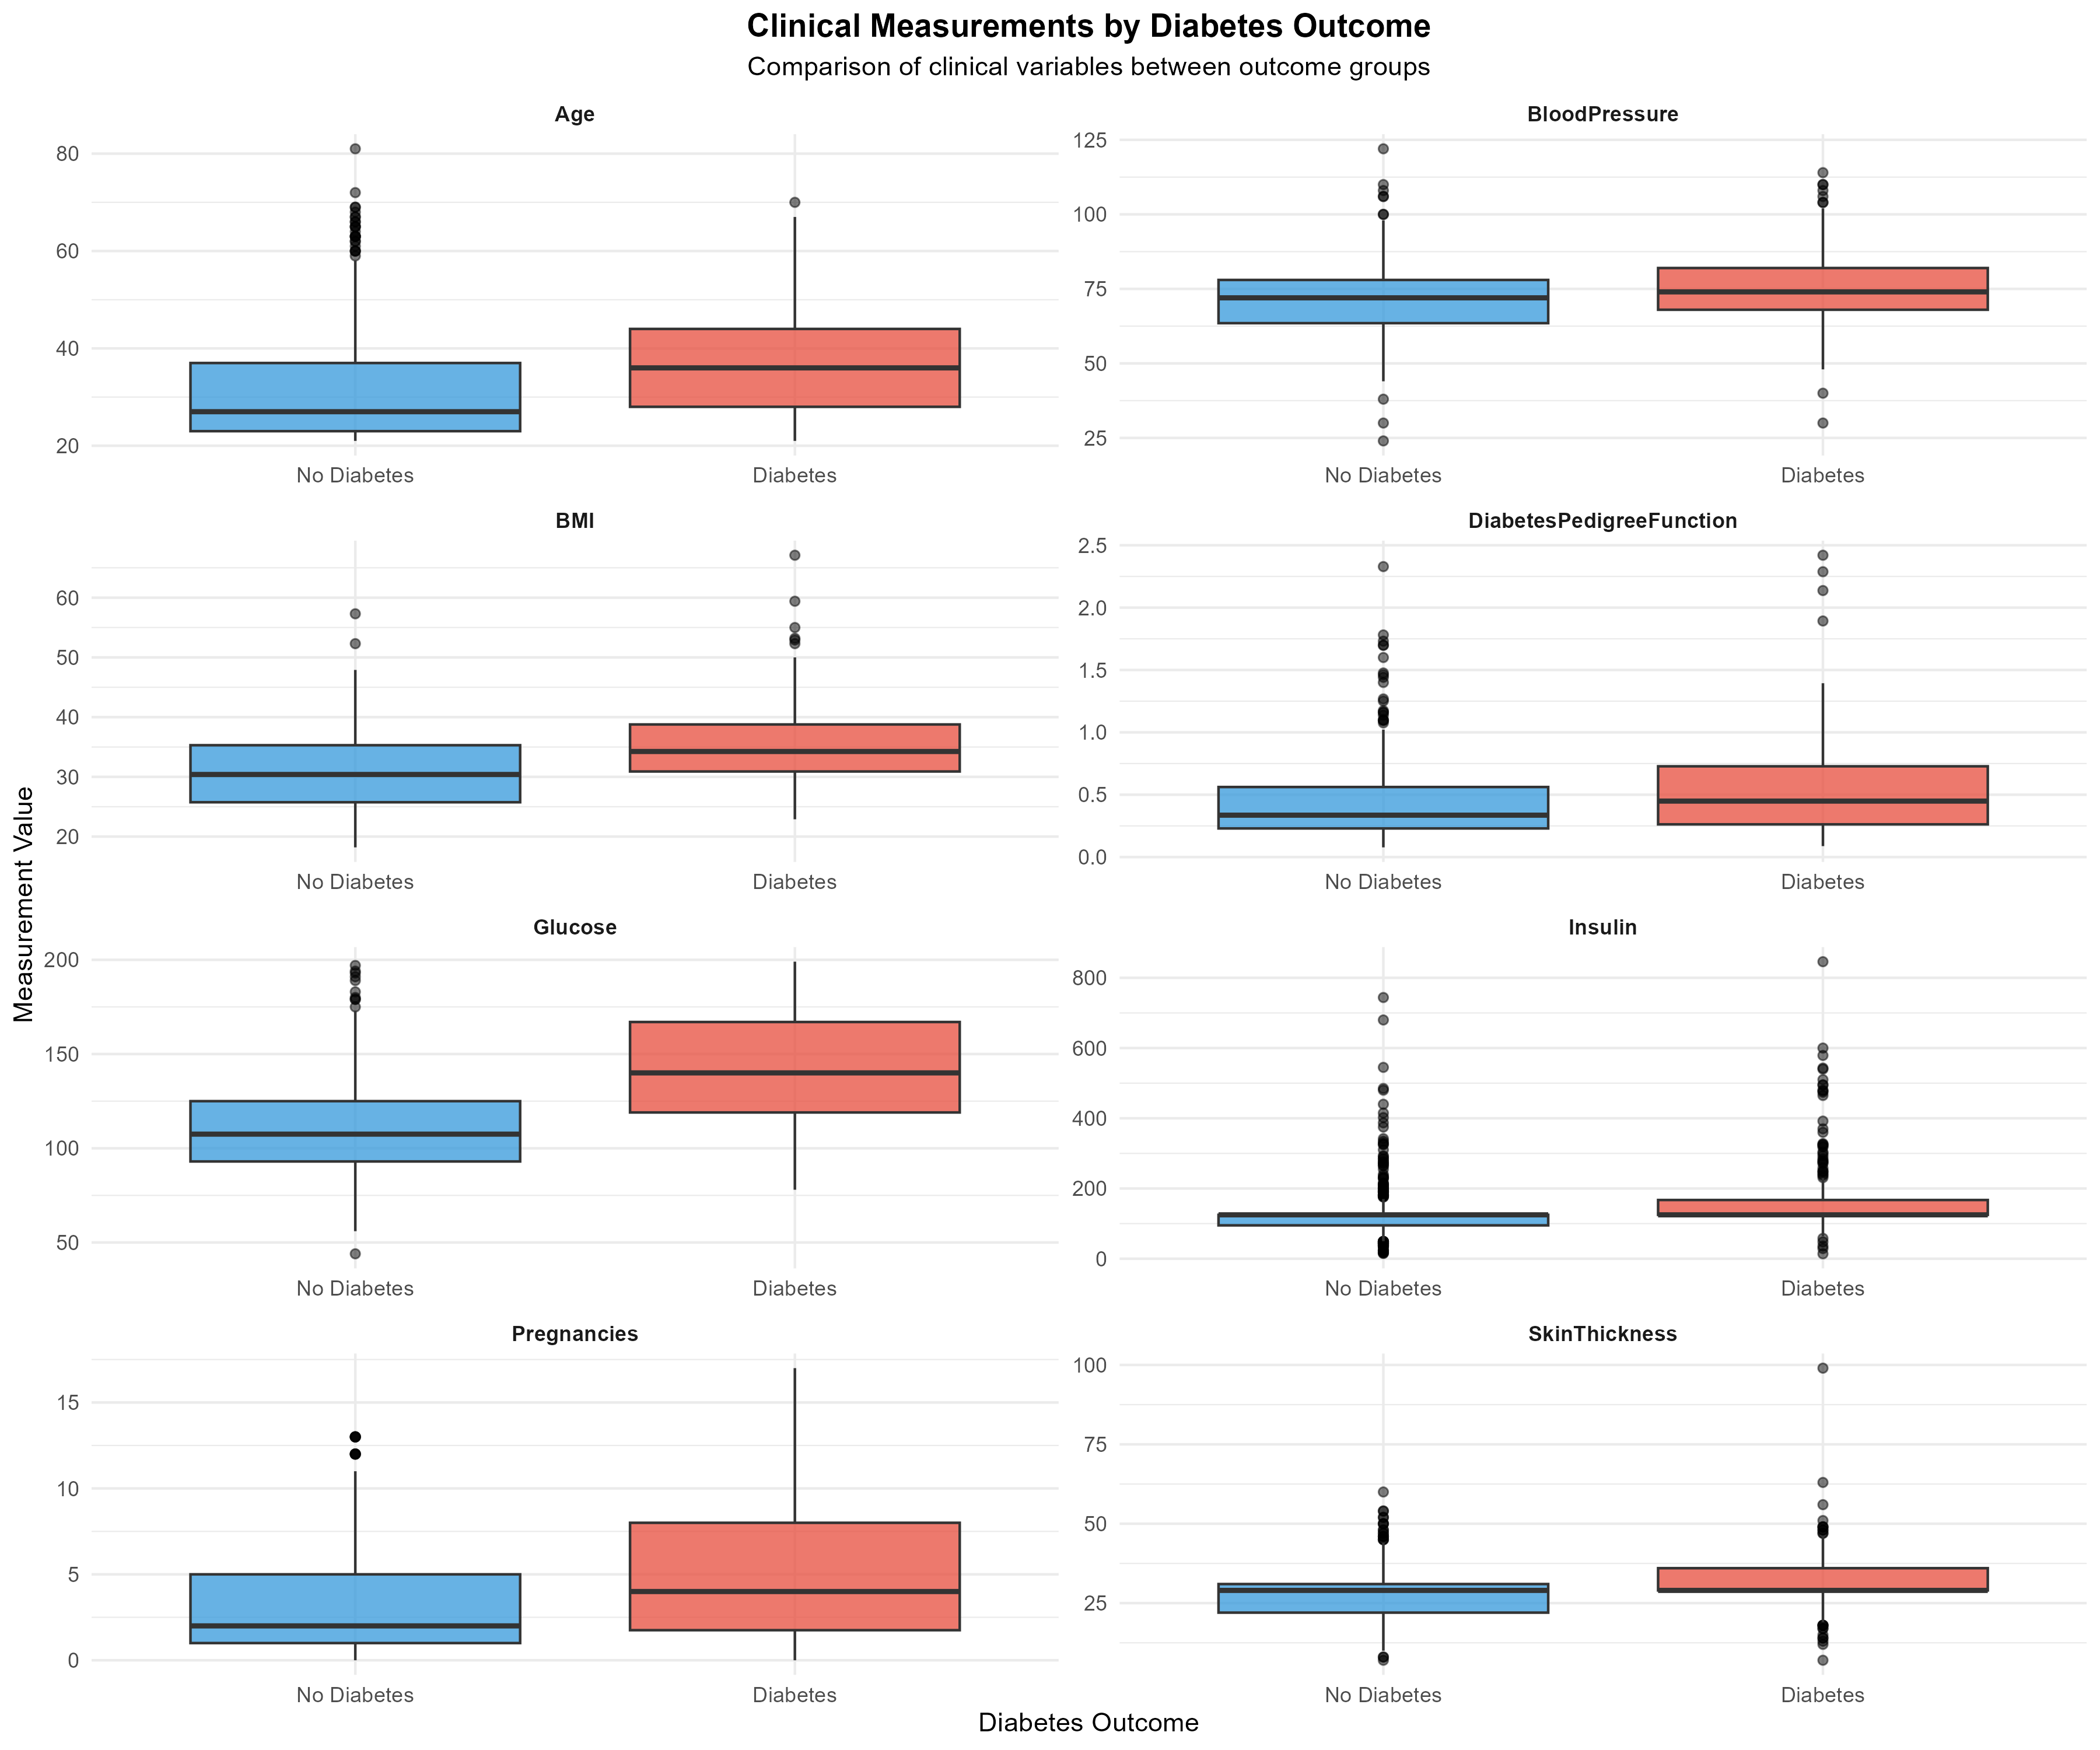 Clinical Measurements by Diabetes Outcome
Comparison of clinical variables between outcome groups
Measurement Value
Age
80
60
40
20
No Diabetes Diabetes
BloodPressure
125
100
75
50
25
No Diabetes Diabetes
BMI
60
50
40
30
20
No Diabetes Diabetes
DiabetesPedigreeFunction
2.5
2.0
1.5
1.0
0.5
0.0
No Diabetes Diabetes
Glucose
200
150
100
50
No Diabetes Diabetes
Insulin
800
600
400
200
0
No Diabetes Diabetes
Pregnancies
15
10
5
0
No Diabetes Diabetes
SkinThickness
100
75
50
25
No Diabetes Diabetes
Diabetes Outcome